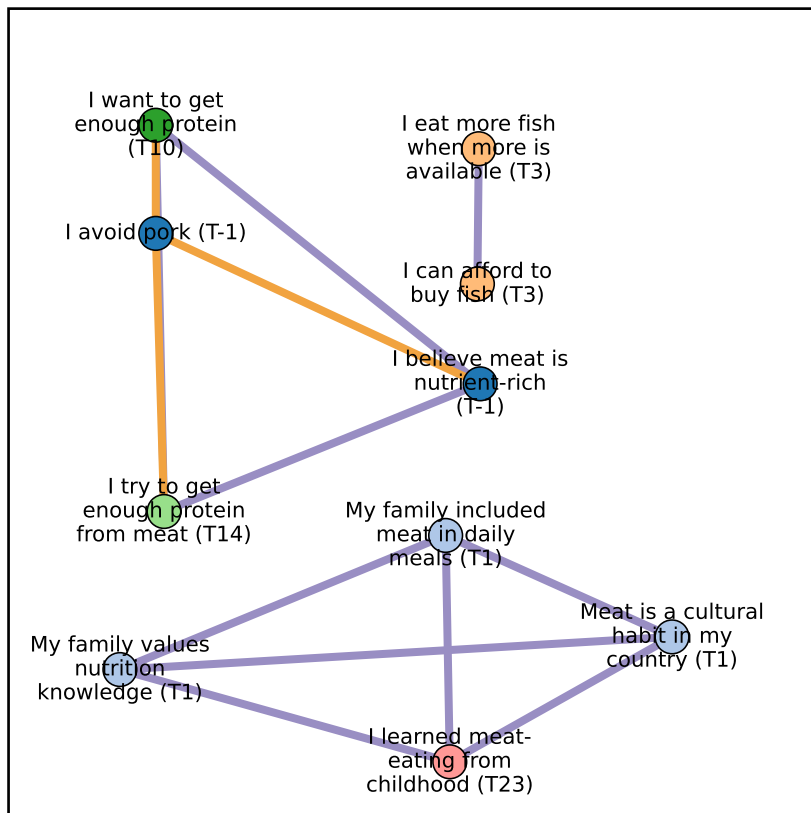 I want to get
enough protein
(T10)
I eat more fish
when more is
available (T3)
I avoid pork (T-1)
I can afford to
buy fish (T3)
I believe meat is
nutrient-rich
(T-1)
I try to get
enough protein
from meat (T14)
My family included
meat in daily
meals (T1)
Meat is a cultural
habit in my
country (T1)
My family values
nutrition
knowledge (T1)
I learned meat-
eating from
childhood (T23)